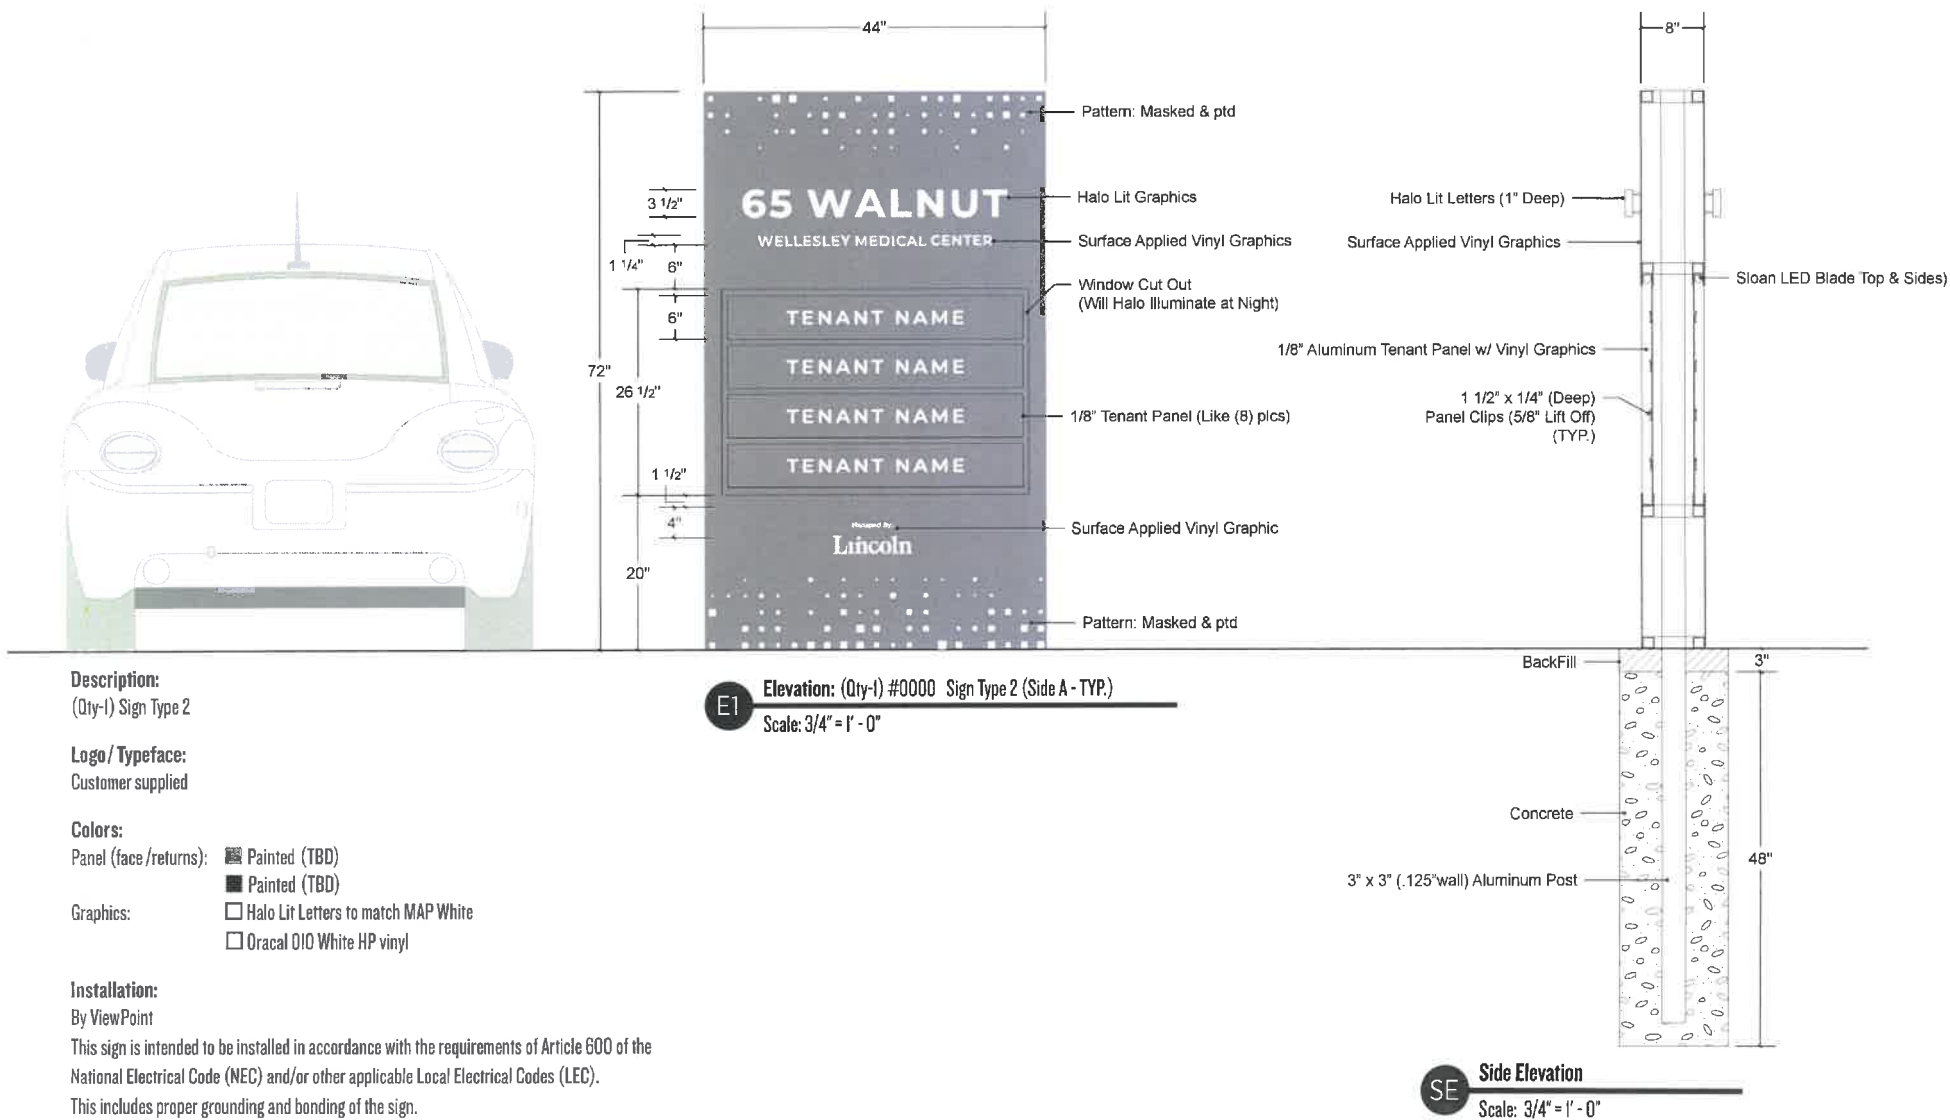 44"
8"
Pattern: Masked & ptd
65 WALNUT
WELLESLEY MEDICAL CENTER
Halo Lit Graphics
Surface Applied Vinyl Graphics
Window Cut Out
(Will Halo Illuminate at Night)
3 1/2"
1 1/4"
6"
6"
72"
26 1/2"
1 1/2"
4"
20"
TENANT NAME
TENANT NAME
TENANT NAME
TENANT NAME
1/8" Tenant Panel (Like (8) plcs)
Managed By
Lincoln
Surface Applied Vinyl Graphic
Pattern: Masked & ptd
Halo Lit Letters (1" Deep)
Surface Applied Vinyl Graphics
Sloan LED Blade Top & Sides)
1/8" Aluminum Tenant Panel w/ Vinyl Graphics
1 1/2" x 1/4" (Deep)
Panel Clips (5/8" Lift Off)
(TYP.)
BackFill
3"
Concrete
48"
3" x 3" (.125"wall) Aluminum Post
E1
Elevation: (Qty-1) #0000 Sign Type 2 (Side A - TYP.)
Scale: 3/4" = 1' - 0"
Description:
(Qty-1) Sign Type 2
Logo/Typeface:
Customer supplied
Colors:
Panel (face/returns): Painted (TBD)
Painted (TBD)
Graphics: Halo Lit Letters to match MAP White
Oracal 010 White HP vinyl
Installation:
By ViewPoint
This sign is intended to be installed in accordance with the requirements of Article 600 of the
National Electrical Code (NEC) and/or other applicable Local Electrical Codes (LEC).
This includes proper grounding and bonding of the sign.
SE
Side Elevation
Scale: 3/4" = 1' - 0"